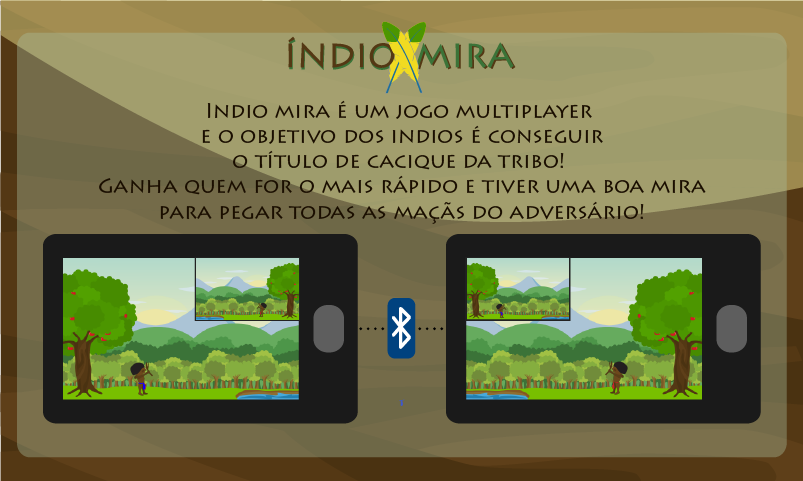 ÍNDIO MIRA
INDIO MIRA É UM JOGO MULTIPLAYER
E O OBJETIVO DOS INDIOS É CONSEGUIR
O TÍTULO DE CACIQUE DA TRIBO!
GANHA QUEM FOR O MAIS RÁPIDO E TIVER UMA BOA MIRA
PARA PEGAR TODAS AS MAÇÃS DO ADVERSÁRIO!